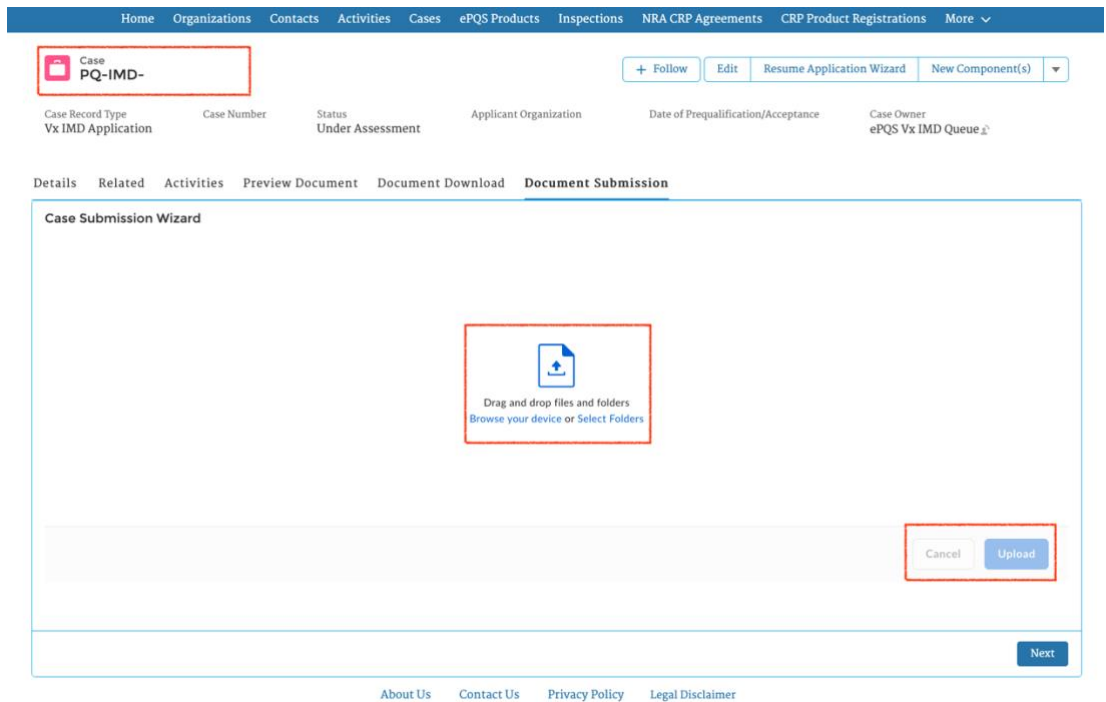 Home Organizations Contacts Activities Cases ePQS Products Inspections NRA CRP Agreements CRP Product Registrations More
Case
PQ-IMD-
+ Follow Edit Resume Application Wizard New Component(s)
Case Record Type Case Number Status Applicant Organization Date of Prequalification/Acceptance Case Owner
Vx IMD Application Under Assessment ePQS Vx IMD Queue
Details Related Activities Preview Document Document Download Document Submission
Case Submission Wizard
Drag and drop files and folders
Browse your device or Select Folders
Cancel Upload
Next
About Us Contact Us Privacy Policy Legal Disclaimer